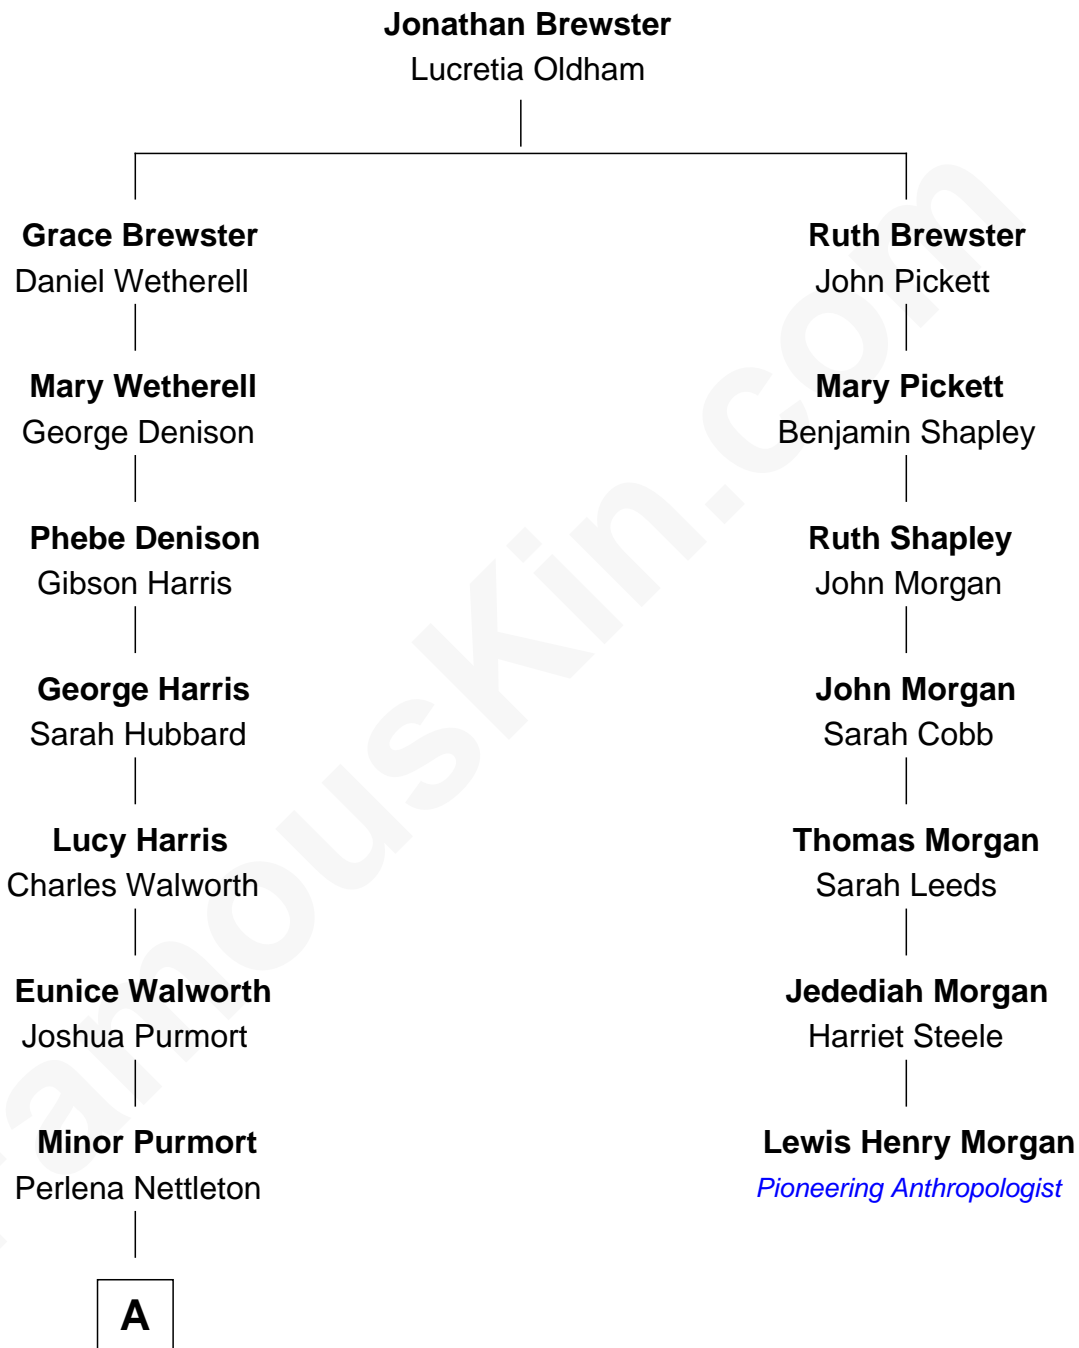 Jonathan Brewster
Lucretia Oldham
Grace Brewster
Daniel Wetherell
Mary Wetherell
George Denison
Phebe Denison
Gibson Harris
George Harris
Sarah Hubbard
Lucy Harris
Charles Walworth
Eunice Walworth
Joshua Purmort
Minor Purmort
Perlena Nettleton
A
Ruth Brewster
John Pickett
Mary Pickett
Benjamin Shapley
Ruth Shapley
John Morgan
John Morgan
Sarah Cobb
Thomas Morgan
Sarah Leeds
Jedediah Morgan
Harriet Steele
Lewis Henry Morgan
Pioneering Anthropologist
FamousKin.com